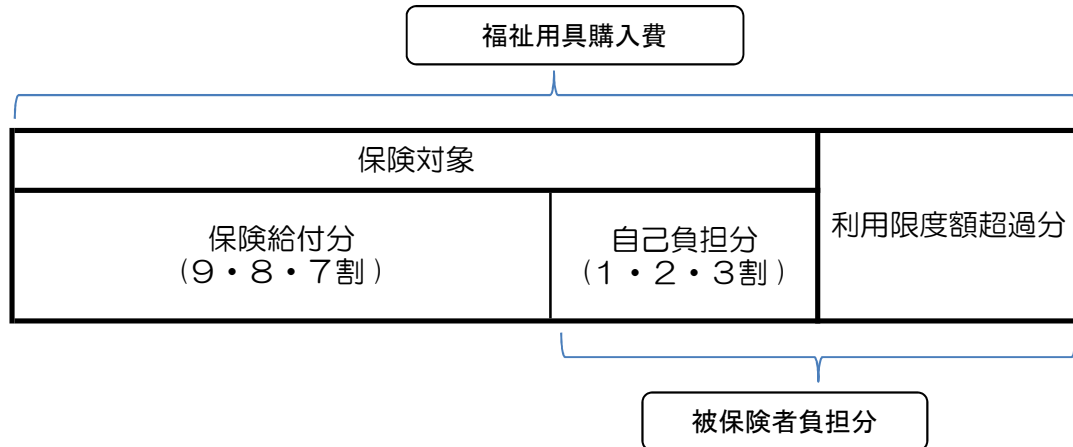 福祉用具購入費
保険対象
保険給付分
（９・８・７割）
自己負担分
（１・２・３割）
利用限度額超過分
被保険者負担分